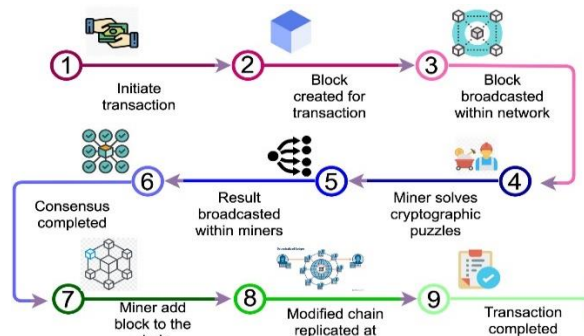 1
Initiate
transaction
2
Block
created for
transaction
3
Block
broadcasted
within network
4
Miner solves
cryptographic
puzzles
5
Result
broadcasted
within miners
6
Consensus
completed
7
Miner add
block to the
8
Modified chain
replicated at
9
Transaction
completed